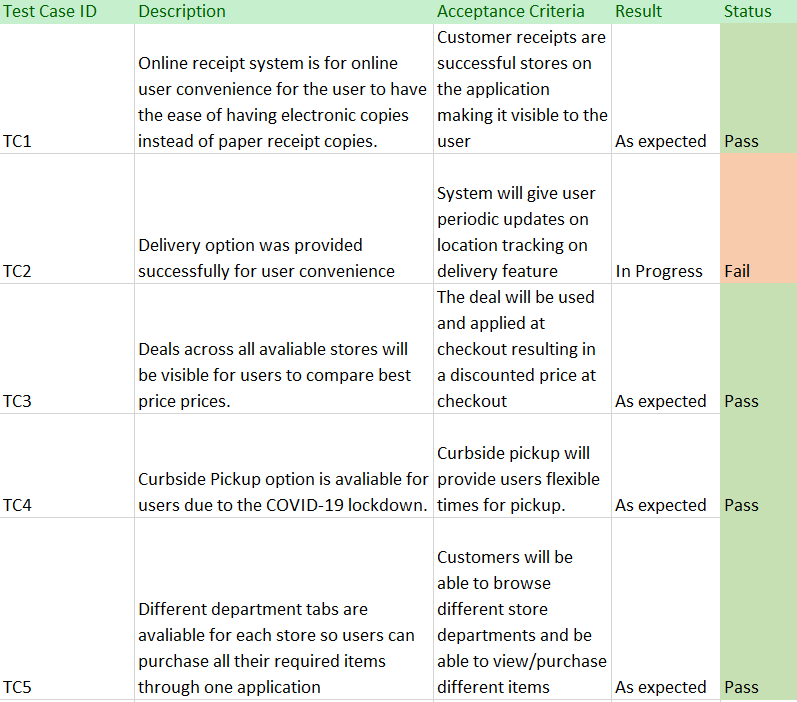 Test Case ID Description Acceptance Criteria Result Status
TC1
Online receipt system is for online
user convenience for the user to have
the ease of having electronic copies
instead of paper receipt copies.
Customer receipts are
successful stores on
the application
making it visible to the
user
As expected
Pass
TC2
Delivery option was provided
successfully for user convenience
System will give user
periodic updates on
location tracking on
delivery feature
In Progress
Fail
TC3
Deals across all avaliable stores will
be visible for users to compare best
price prices.
The deal will be used
and applied at
checkout resulting in
a discounted price at
checkout
As expected
Pass
TC4
Curbside Pickup option is avaliable for
users due to the COVID-19 lockdown.
Curbside pickup will
provide users flexible
times for pickup.
As expected
Pass
TC5
Different department tabs are
avaliable for each store so users can
purchase all their required items
through one application
Customers will be
able to browse
different store
departments and be
able to view/purchase
different items
As expected
Pass